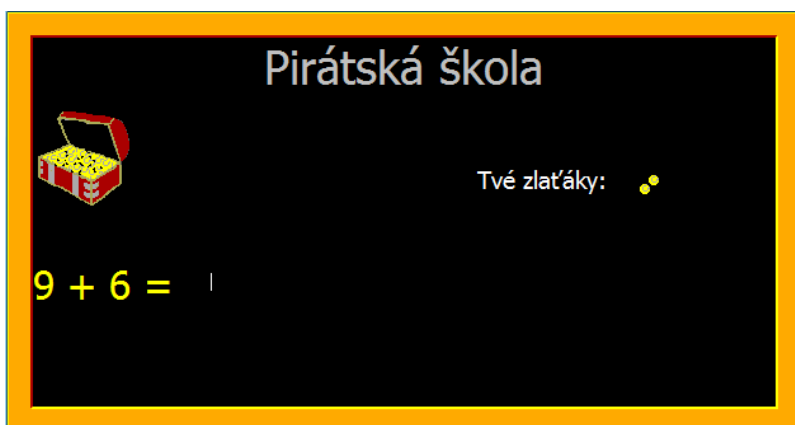 Pirátská škola
Tvé zlaťáky:
9 + 6 =